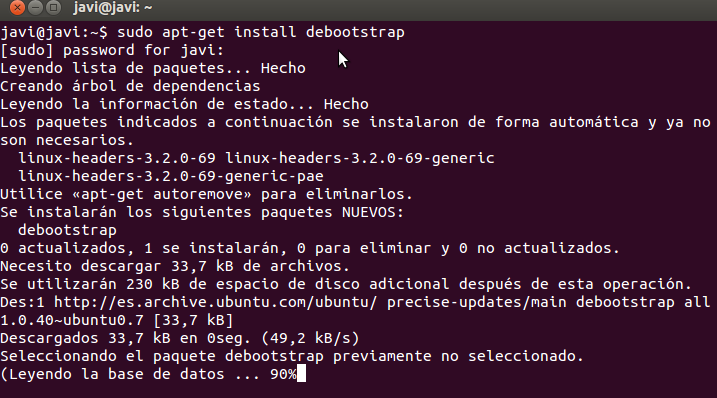 javi@javi: ~
javi@javi:~$ sudo apt-get install debootstrap
[sudo] password for javi:
Leyendo lista de paquetes... Hecho
Creando árbol de dependencias
Leyendo la información de estado... Hecho
Los paquetes indicados a continuación se instalaron de forma automática y ya no
son necesarios.
  linux-headers-3.2.0-69 linux-headers-3.2.0-69-generic
  linux-headers-3.2.0-69-generic-pae
Utilice «apt-get autoremove» para eliminarlos.
Se instalarán los siguientes paquetes NUEVOS:
  debootstrap
0 actualizados, 1 se instalarán, 0 para eliminar y 0 no actualizados.
Necesito descargar 33,7 kB de archivos.
Se utilizarán 230 kB de espacio de disco adicional después de esta operación.
Des:1 http://es.archive.ubuntu.com/ubuntu/ precise-updates/main debootstrap all
1.0.40~ubuntu0.7 [33,7 kB]
Descargados 33,7 kB en 0seg. (49,2 kB/s)
Seleccionando el paquete debootstrap previamente no seleccionado.
(Leyendo la base de datos ... 90%